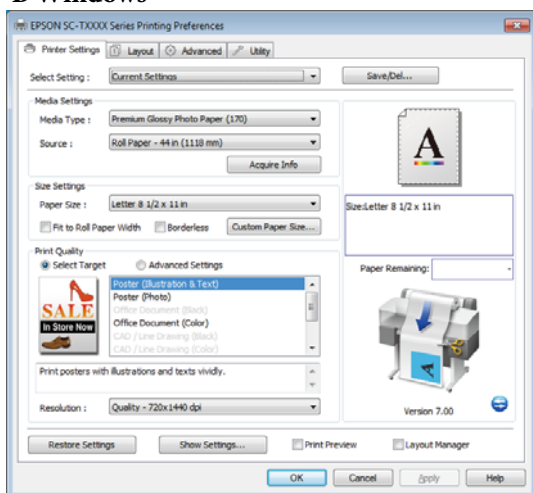 EPSON SC-TXXXX Series Printing Preferences
Printer Settings Layout Advanced Utility
Select Setting : Current Settings Save/Del...
Media Settings
Media Type : Premium Glossy Photo Paper (170)
Source : Roll Paper - 44 in (1118 mm)
Acquire Info
A
Size Settings
Paper Size : Letter 8 1/2 x 11 in
Size:Letter 8 1/2 x 11 in
Fit to Roll Paper Width Borderless Custom Paper Size...
Print Quality
Select Target Advanced Settings
Paper Remaining:
SALE
In Store Now
Poster (Illustration & Text)
Poster (Photo)
Office Document (Black)
Office Document (Color)
CAD / Line Drawing (Black)
CAD / Line Drawing (Color)
Print posters with illustrations and texts vividly.
Resolution : Quality - 720x1440 dpi
Version 7.00
Restore Settings Show Settings... Print Preview Layout Manager
OK Cancel Apply Help